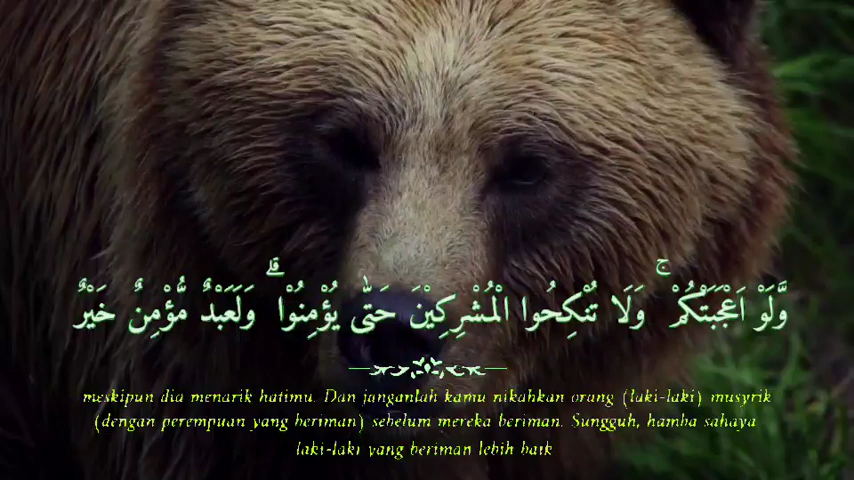 وَّلَوْ اَعْجَبَتْكُمْ ۚ وَلَا تُنْكِحُوا الْمُشْرِكِيْنَ حَتّٰى يُؤْمِنُوْا ۗ وَلَعَبْدٌ مُّؤْمِنٌ خَيْرٌ
meskipun dia menarik hatimu. Dan janganlah kamu nikahkan orang (laki-laki) musyrik
(dengan perempuan yang beriman) sebelum mereka beriman. Sungguh, hamba sahaya
laki-laki yang beriman lebih baik